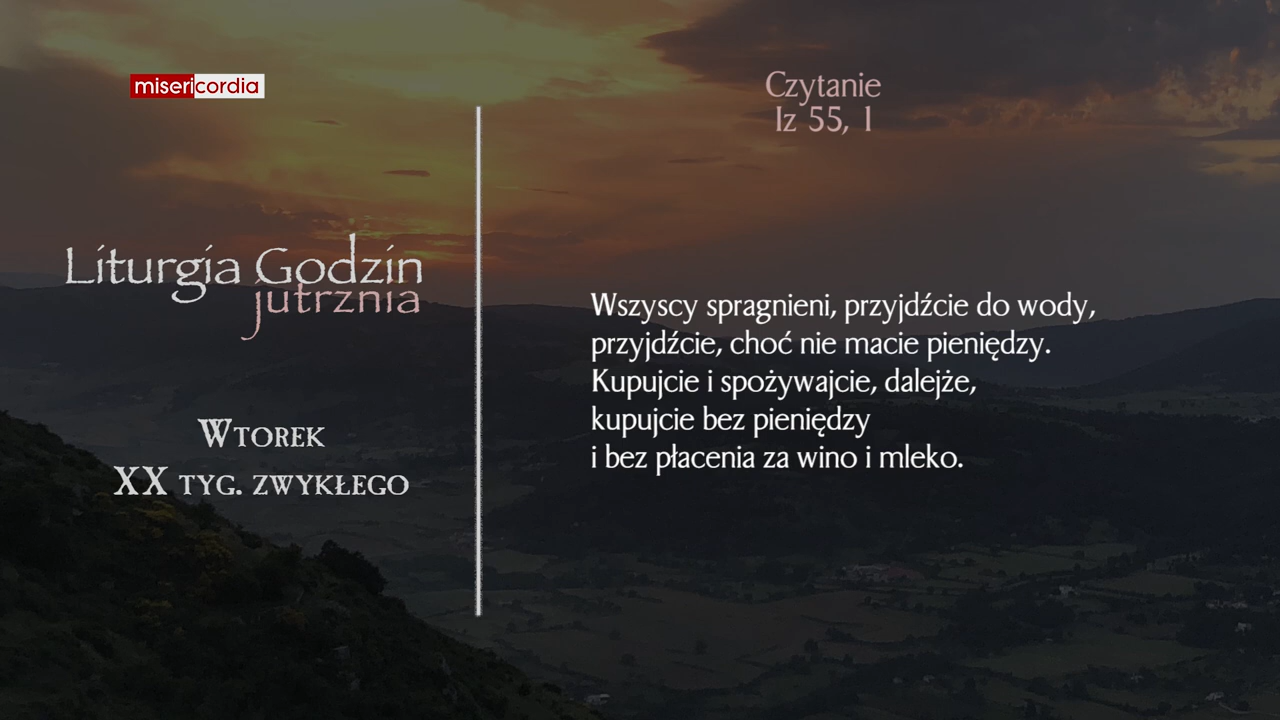 misericordia
Liturgia Godzin
jutrznia
Wtorek
XX tyg. zwykłego
Czytanie
Iz 55, 1
Wszyscy spragnieni, przyjdźcie do wody,
przyjdźcie, choć nie macie pieniędzy.
Kupujcie i spożywajcie, dalejże,
kupujcie bez pieniędzy
i bez płacenia za wino i mleko.